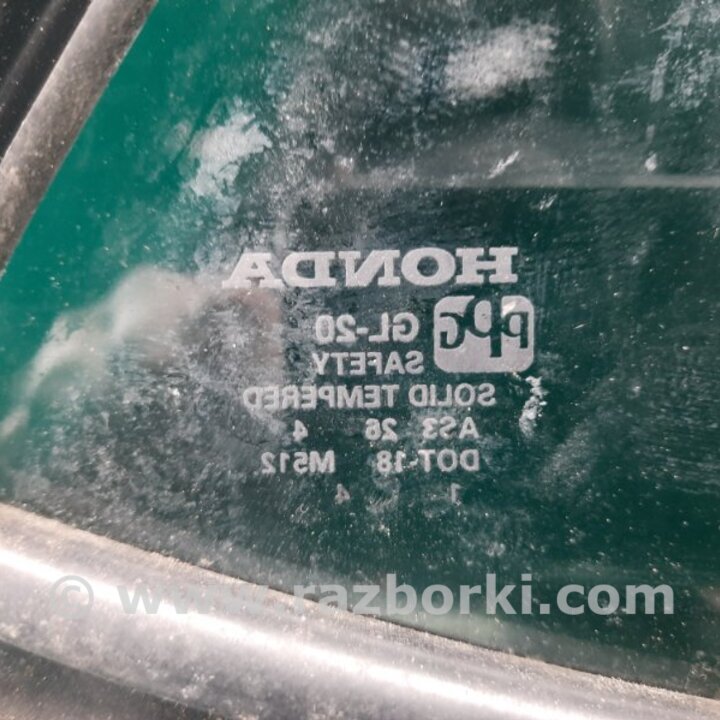 HONDA
PPG GL-20
SAFETY
SOLID TEMPERED
AS3 26 4
DOT-18 M512
1 4
© www.razborki.com